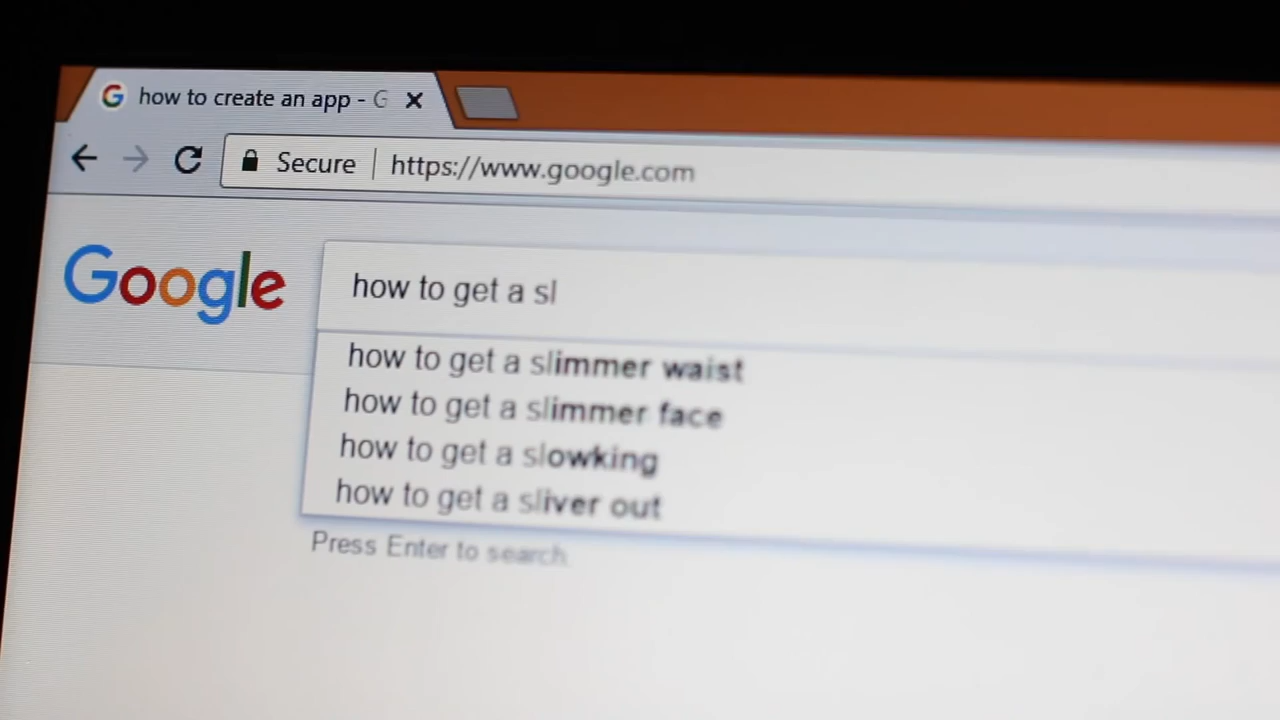 how to create an app - G
Secure https://www.google.com
Google
how to get a sl
how to get a slimmer waist
how to get a slimmer face
how to get a slowking
how to get a sliver out
Press Enter to search.